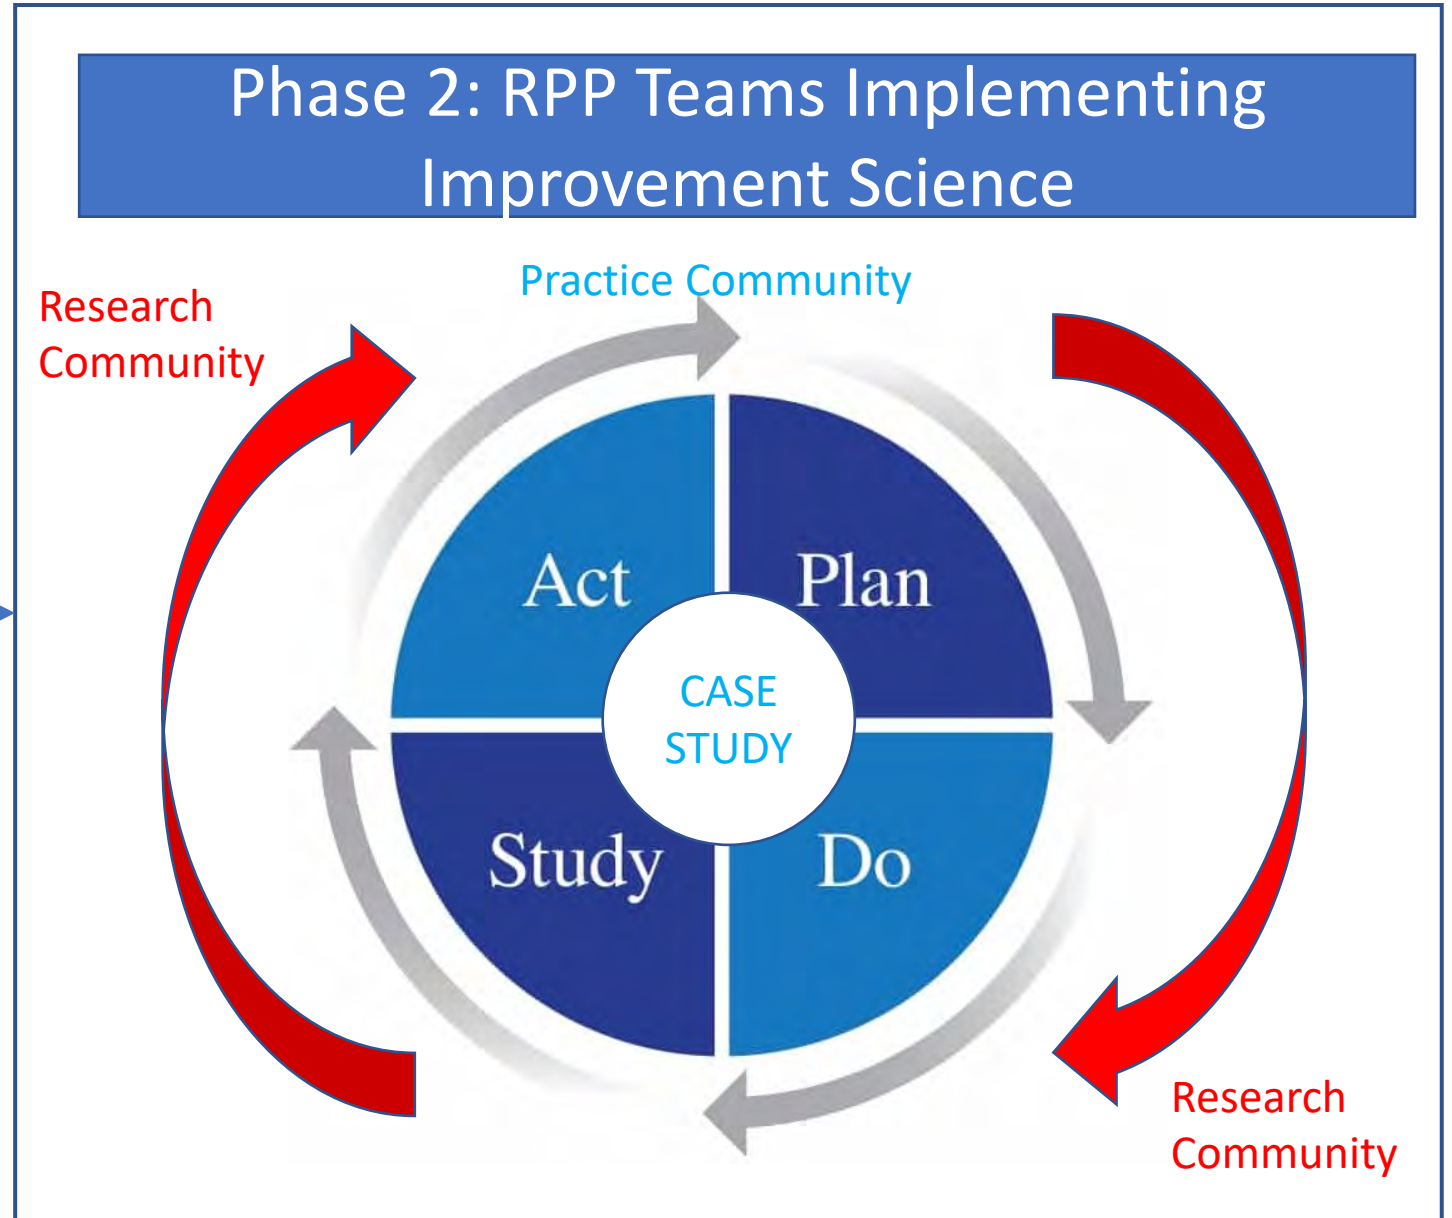 Phase 2: RPP Teams Implementing
Improvement Science
Practice Community
Research
Community
Act
Plan
CASE
STUDY
Study
Do
Research
Community